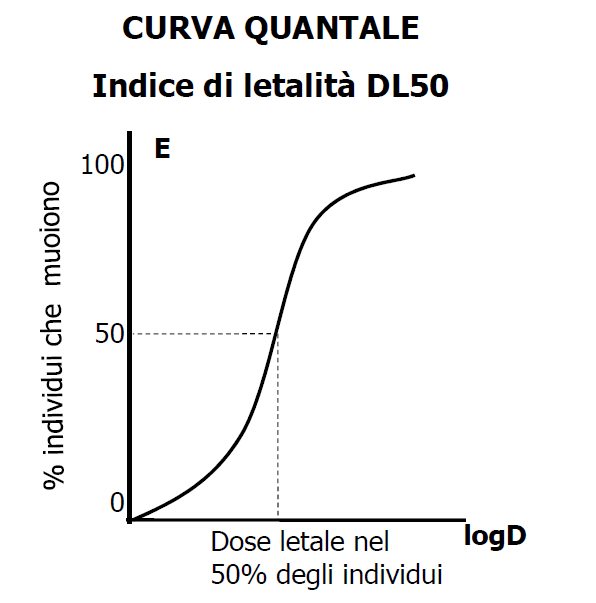 CURVA QUANTALE
Indice di letalità DL50
E
100
50
0
% individui che muoiono
logD
Dose letale nel
50% degli individui